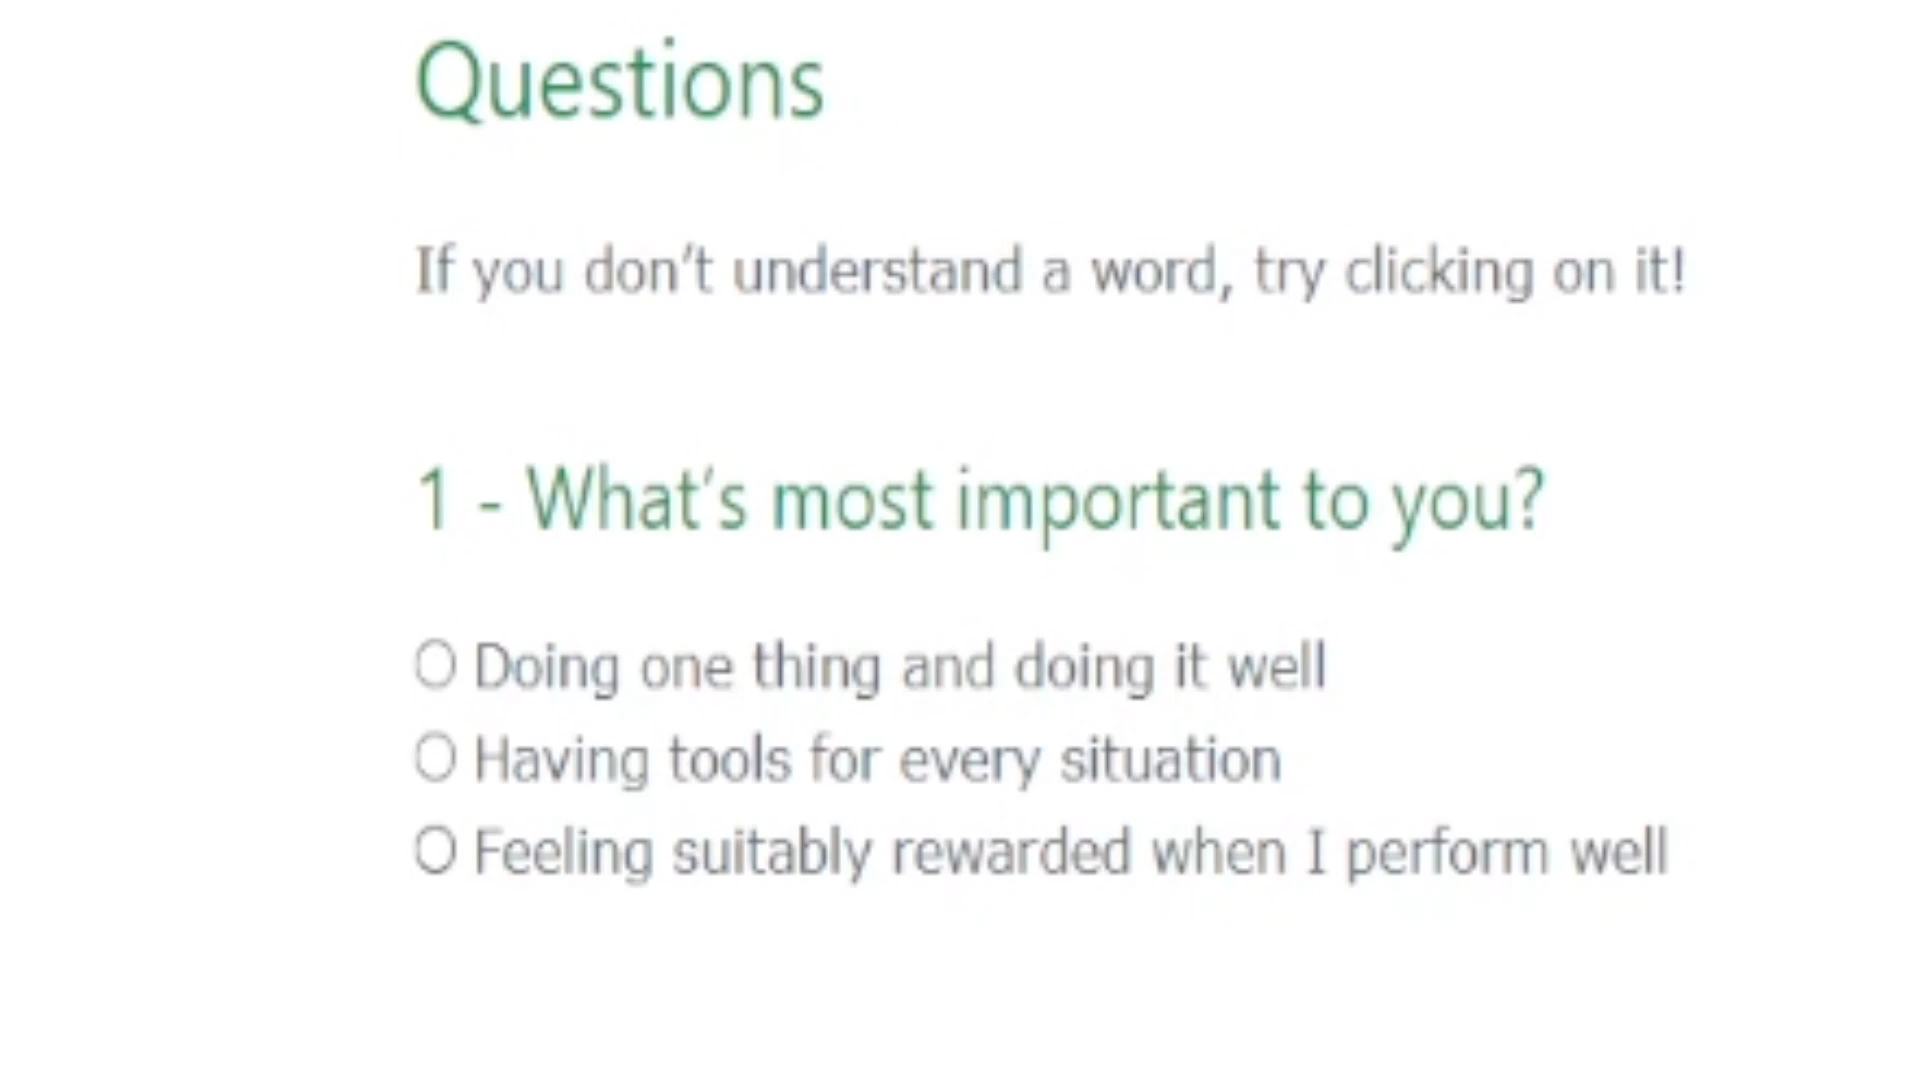 Questions
If you don't understand a word, try clicking on it!
1 - What's most important to you?
Doing one thing and doing it well
Having tools for every situation
Feeling suitably rewarded when I perform well